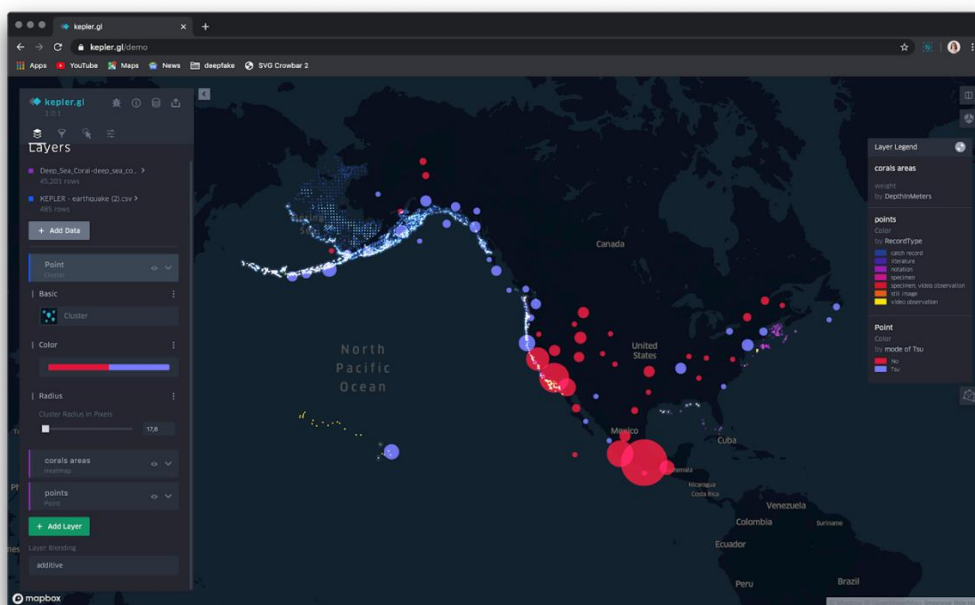 kepler.gl
kepler.gl/demo
Apps
YouTube
Maps
News
deepfake
SVG Crowbar 2
kepler.gl
Layers
Deep_Sea_Coral-deep_sea_co...
45,201 rows
KEPLER - earthquake (2).csv
485 rows
+ Add Data
Point
Cluster
Basic
Cluster
Color
Radius
Cluster Radius in Pixels
17,6
corals areas
heatmap
points
Point
+ Add Layer
Layer Blending
additive
mapbox
Bering
Canada
North
Pacific
Ocean
United
States
Mexico
Cuba
Nicaragua
Costa Rica
Venezuela
Colombia
Suriname
Ecuador
Peru
Brazil
Layer Legend
corals areas
weight
by DepthInMeters
points
Color
by RecordType
catch record
literature
notation
specimen
specimen, video observation
still image
video observation
Point
Color
by mode of Tsu
No
Tsu